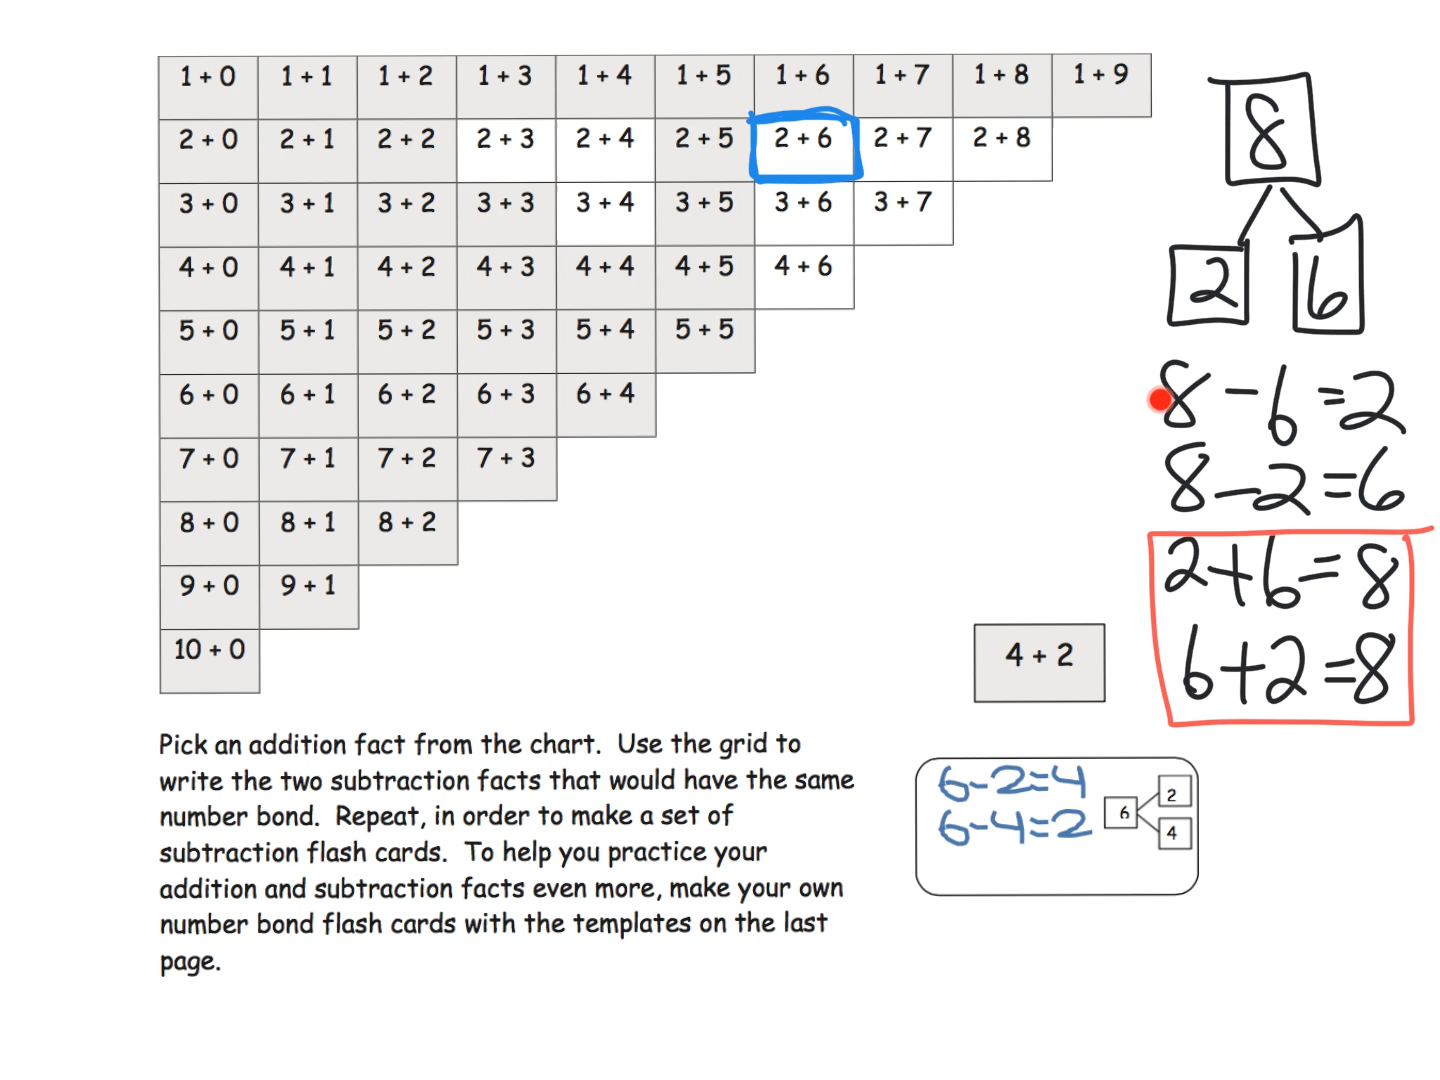 1 + 0 1 + 1 1 + 2 1 + 3 1 + 4 1 + 5 1 + 6 1 + 7 1 + 8 1 + 9
2 + 0 2 + 1 2 + 2 2 + 3 2 + 4 2 + 5 2 + 6 2 + 7 2 + 8
3 + 0 3 + 1 3 + 2 3 + 3 3 + 4 3 + 5 3 + 6 3 + 7
4 + 0 4 + 1 4 + 2 4 + 3 4 + 4 4 + 5 4 + 6
5 + 0 5 + 1 5 + 2 5 + 3 5 + 4 5 + 5
6 + 0 6 + 1 6 + 2 6 + 3 6 + 4
7 + 0 7 + 1 7 + 2 7 + 3
8 + 0 8 + 1 8 + 2
9 + 0 9 + 1
10 + 0
8
2 6
8 - 6 = 2
8 - 2 = 6
2 + 6 = 8
6 + 2 = 8
4 + 2
Pick an addition fact from the chart. Use the grid to
write the two subtraction facts that would have the same
number bond. Repeat, in order to make a set of
subtraction flash cards. To help you practice your
addition and subtraction facts even more, make your own
number bond flash cards with the templates on the last
page.
6 - 2 = 4
6 - 4 = 2
2
6
4